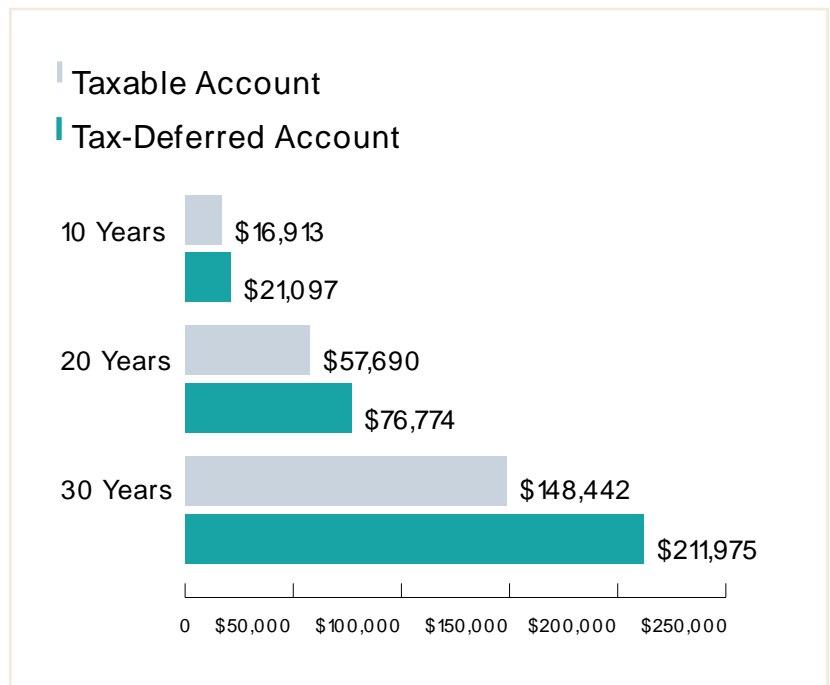 Taxable Account
Tax-Deferred Account
10 Years $16,913
$21,097
20 Years $57,690
$76,774
30 Years $148,442
$211,975
0 $50,000 $100,000 $150,000 $200,000 $250,000